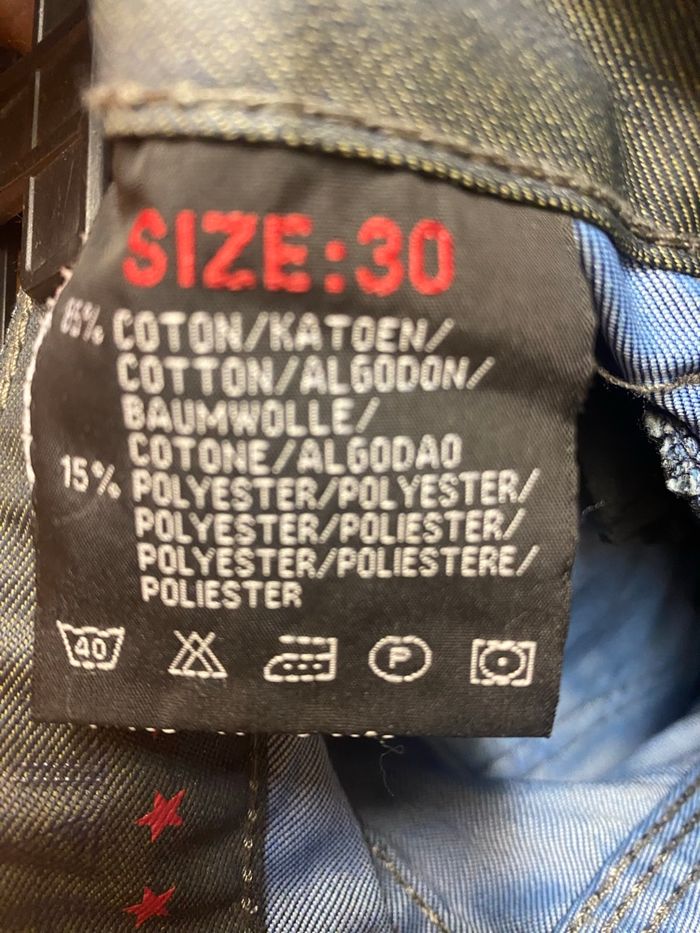 SIZE:30
85% COTON/KATOEN/
COTTON/ALGODON/
BAUMWOLLE/
COTONE/ALGODAO
15% POLYESTER/POLYESTER/
POLYESTER/POLIESTER/
POLYESTER/POLIESTERE/
POLIESTER
40 P